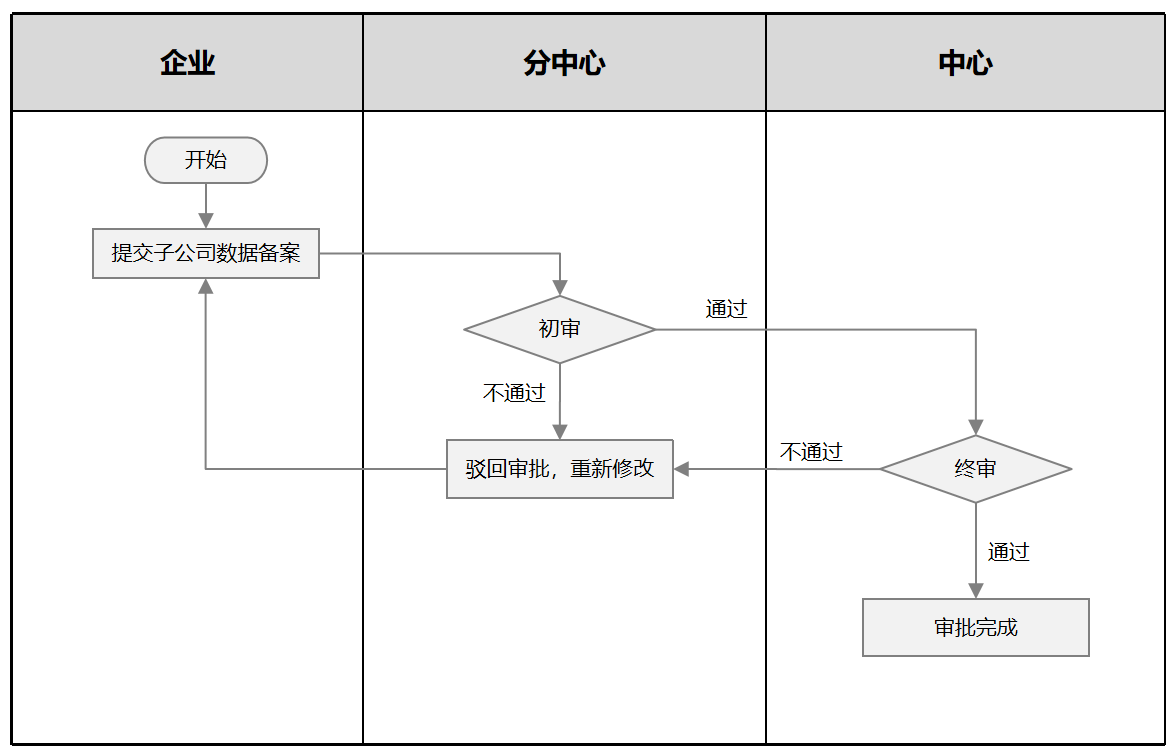 企业
分中心
中心
开始
提交子公司数据备案
初审
通过
不通过
驳回审批，重新修改
不通过
终审
通过
审批完成